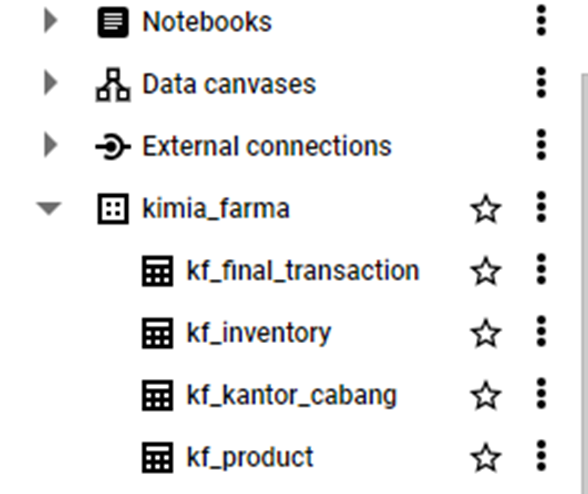 Notebooks
Data canvases
External connections
kimia_farma
kf_final_transaction
kf_inventory
kf_kantor_cabang
kf_product